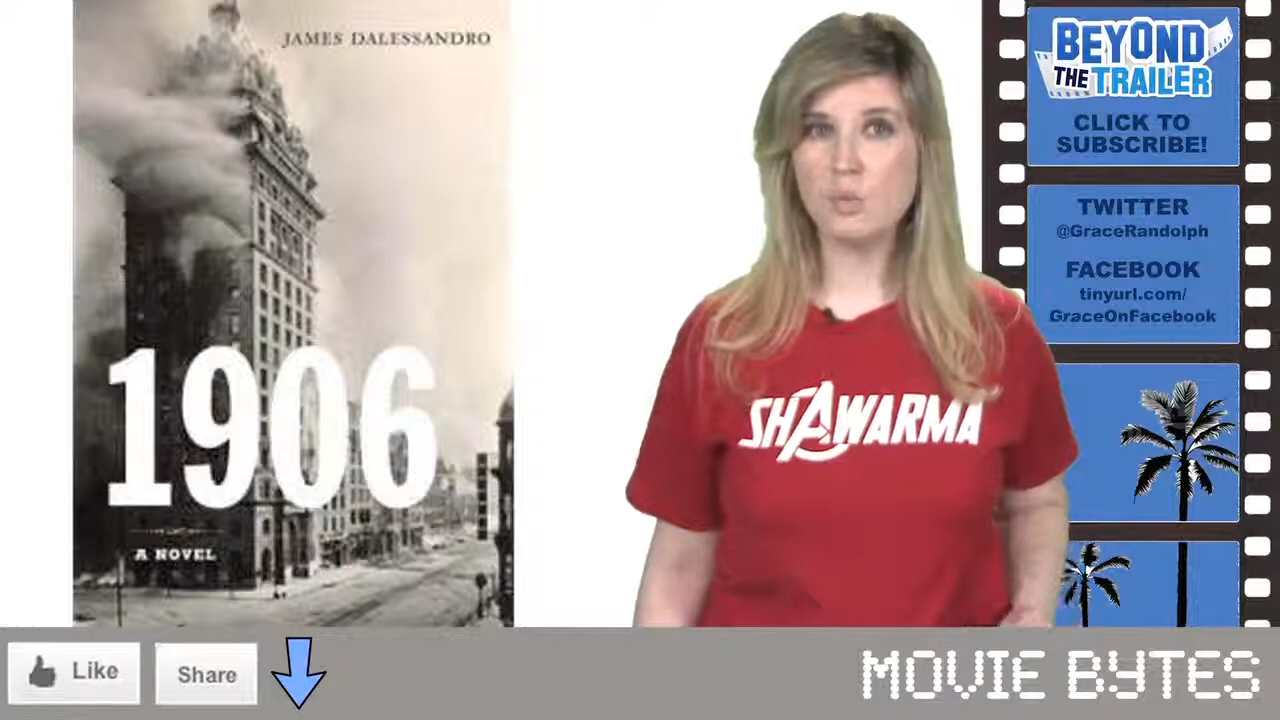 JAMES DALESSANDRO
1906
A NOVEL
SHAWARMA
BEYOND
THE TRAILER
CLICK TO
SUBSCRIBE!
TWITTER
@GraceRandolph
FACEBOOK
tinyurl.com/
GraceOnFacebook
Like
Share
MOVIE BYTES